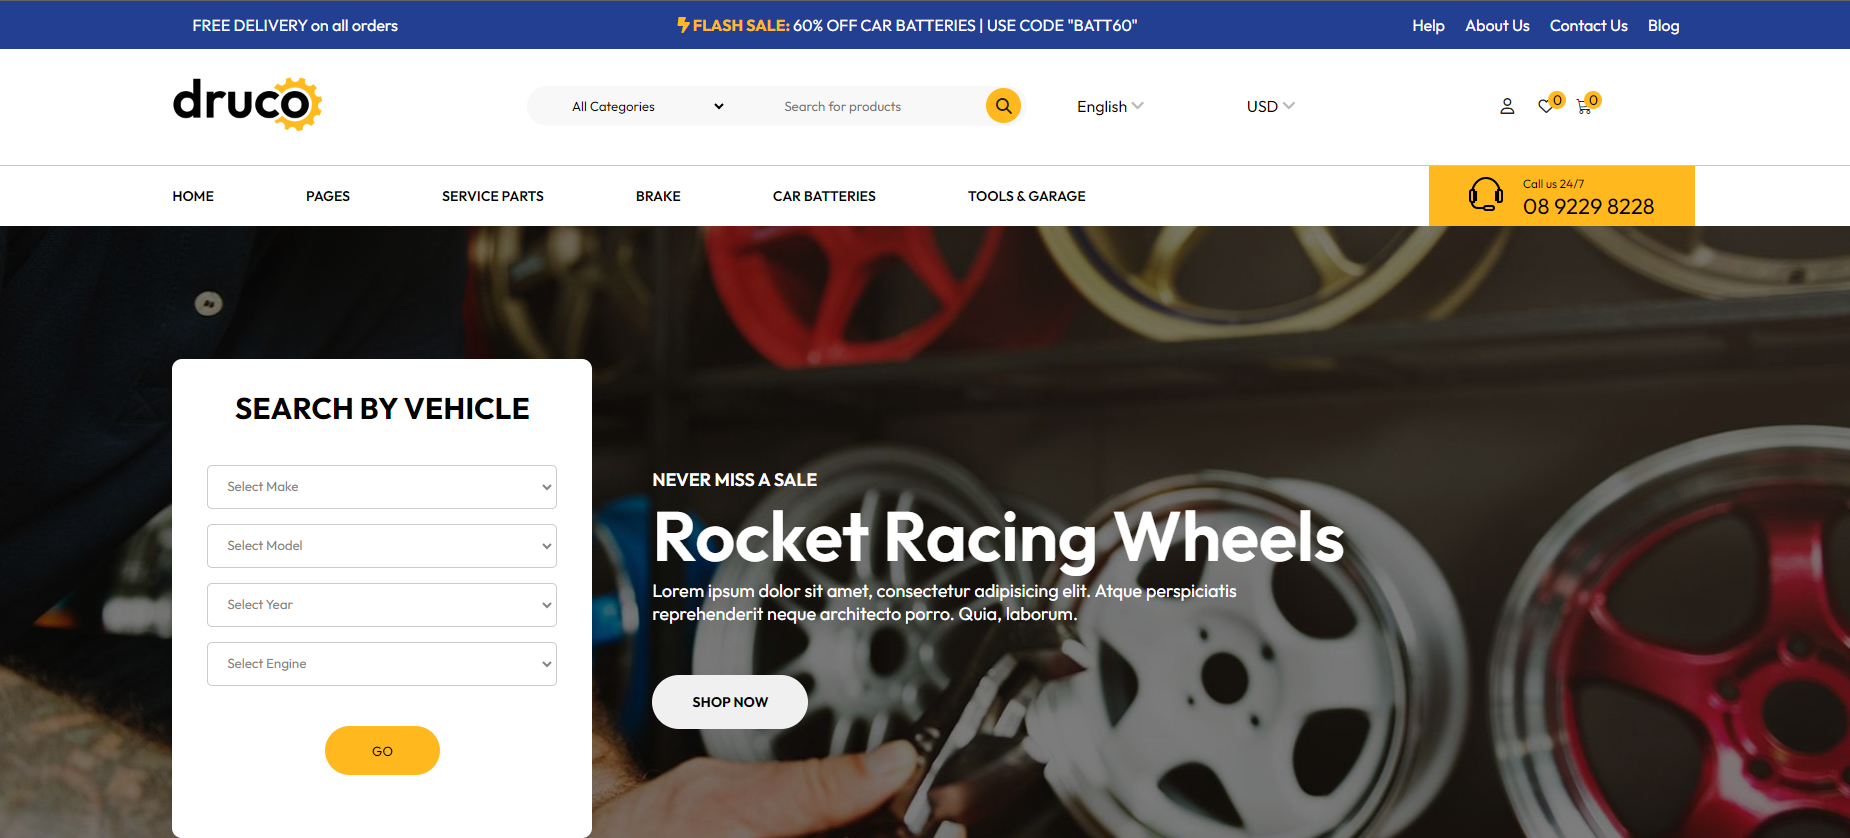 FREE DELIVERY on all orders
FLASH SALE: 60% OFF CAR BATTERIES | USE CODE "BATT60"
Help About Us Contact Us Blog
druco
All Categories
Search for products
English
USD
0
0
HOME PAGES SERVICE PARTS BRAKE CAR BATTERIES TOOLS & GARAGE
Call us 24/7
08 9229 8228
SEARCH BY VEHICLE
Select Make
Select Model
Select Year
Select Engine
GO
NEVER MISS A SALE
Rocket Racing Wheels
Lorem ipsum dolor sit amet, consectetur adipisicing elit. Atque perspiciatis
reprehenderit neque architecto porro. Quia, laborum.
SHOP NOW